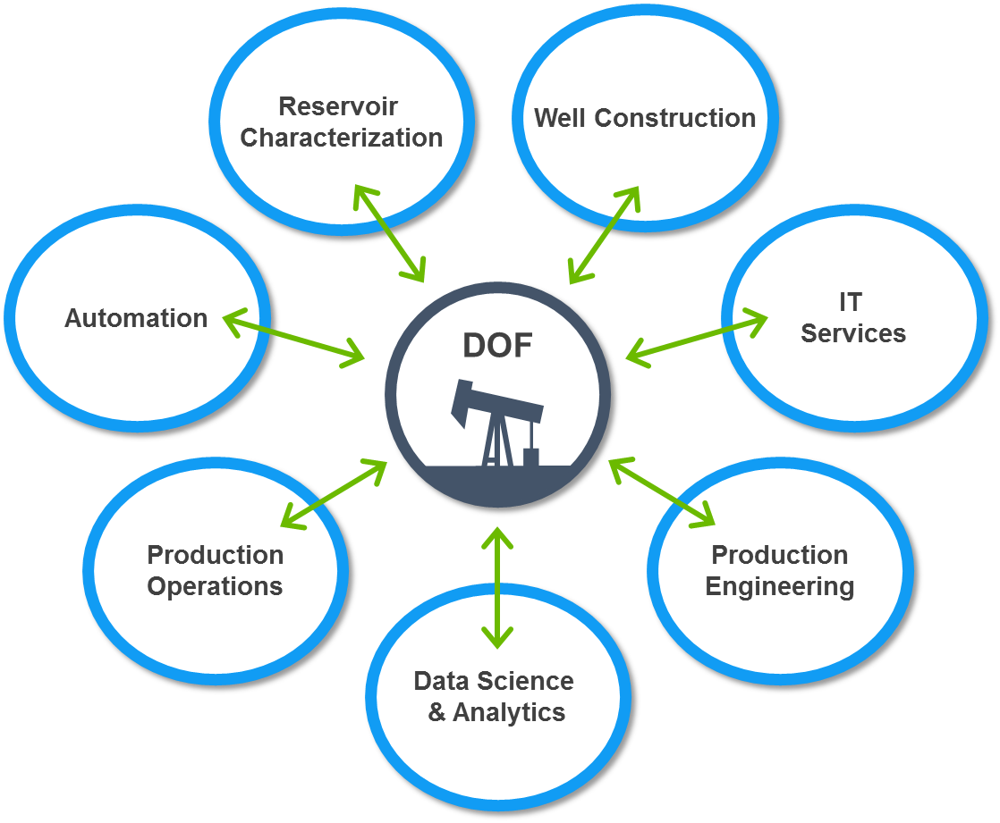 Reservoir
Characterization
Well Construction
Automation
IT
Services
DOF
Production
Operations
Production
Engineering
Data Science
& Analytics